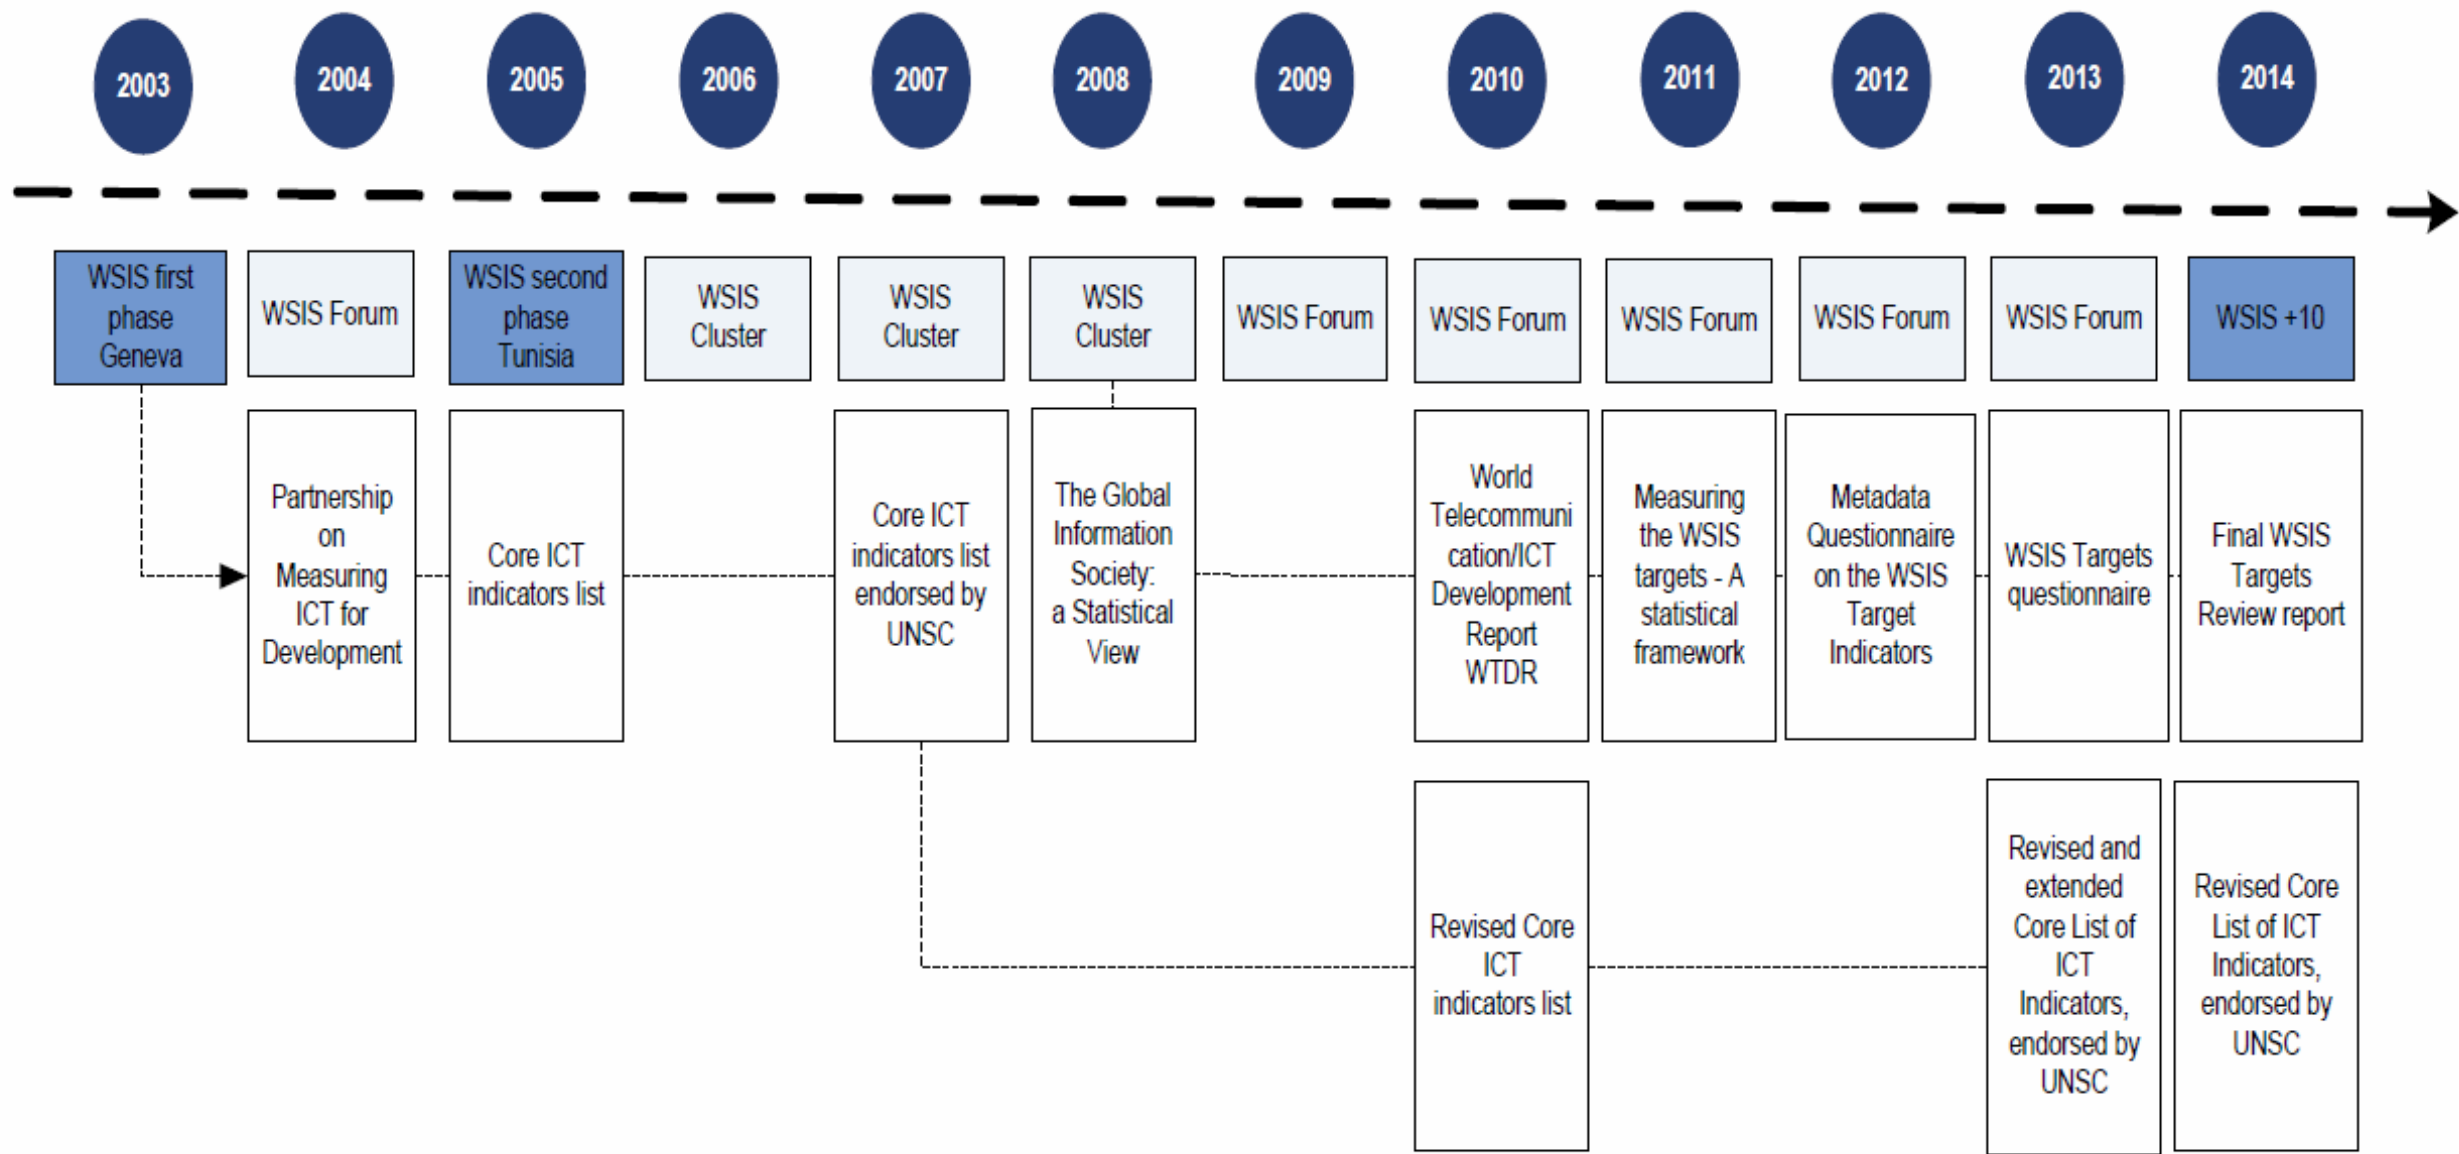 2003
2004
2005
2006
2007
2008
2009
2010
2011
2012
2013
2014
WSIS first
phase
Geneva
WSIS Forum
WSIS second
phase
Tunisia
WSIS
Cluster
WSIS
Cluster
WSIS
Cluster
WSIS Forum
WSIS Forum
WSIS Forum
WSIS Forum
WSIS Forum
WSIS +10
Partnership
on
Measuring
ICT for
Development
Core ICT
indicators list
Core ICT
indicators list
endorsed by
UNSC
The Global
Information
Society:
a Statistical
View
World
Telecommuni
cation/ICT
Development
Report
WTDR
Measuring
the WSIS
targets - A
statistical
framework
Metadata
Questionnaire
on the WSIS
Target
Indicators
WSIS Targets
questionnaire
Final WSIS
Targets
Review report
Revised Core
ICT
indicators list
Revised and
extended
Core List of
ICT
Indicators,
endorsed by
UNSC
Revised Core
List of ICT
Indicators,
endorsed by
UNSC